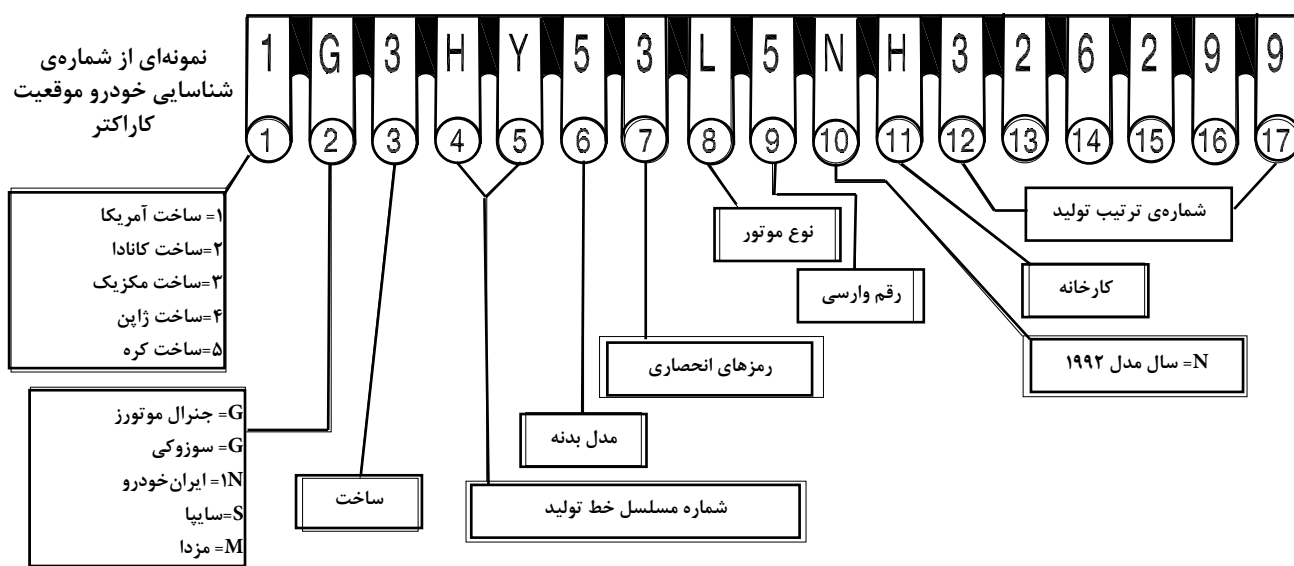 نمونه‌ای از شماره‌ی
شناسایی خودرو موقعیت
کاراکتر
1 G 3 H Y 5 3 L 5 N H 3 2 6 2 9 9
1 2 3 4 5 6 7 8 9 10 11 12 13 14 15 16 17
۱= ساخت آمریکا
۲=ساخت کانادا
۳=ساخت مکزیک
۴=ساخت ژاپن
۵=ساخت کره
G= جنرال موتورز
G= سوزوکی
۱N= ایران‌خودرو
S=سایپا
M= مزدا
ساخت
شماره مسلسل خط تولید
مدل بدنه
رمزهای انحصاری
نوع موتور
رقم وارسی
N= سال مدل ۱۹۹۲
کارخانه
شماره‌ی ترتیب تولید